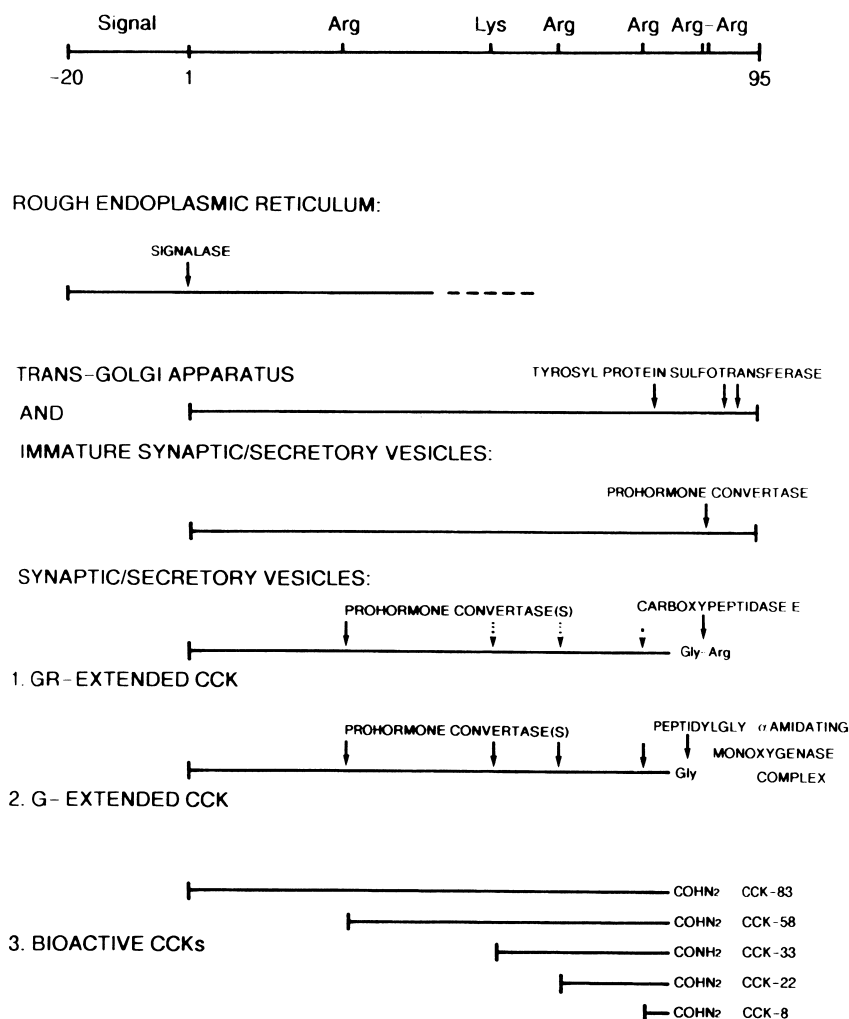 Signal Arg Lys Arg Arg Arg-Arg
-20 1 95
ROUGH ENDOPLASMIC RETICULUM:
SIGNALASE
TRANS-GOLGI APPARATUS
TYROSYL PROTEIN SULFOTRANSFERASE
AND
IMMATURE SYNAPTIC/SECRETORY VESICLES:
PROHORMONE CONVERTASE
SYNAPTIC/SECRETORY VESICLES:
PROHORMONE CONVERTASE(S)
CARBOXYPEPTIDASE E
Gly-Arg
1. GR-EXTENDED CCK
PROHORMONE CONVERTASE(S)
PEPTIDYLGLY α AMIDATING
MONOXYGENASE
COMPLEX
Gly
2. G- EXTENDED CCK
COHN2 CCK-83
COHN2 CCK-58
3. BIOACTIVE CCKs
CONH2 CCK-33
COHN2 CCK-22
COHN2 CCK-8